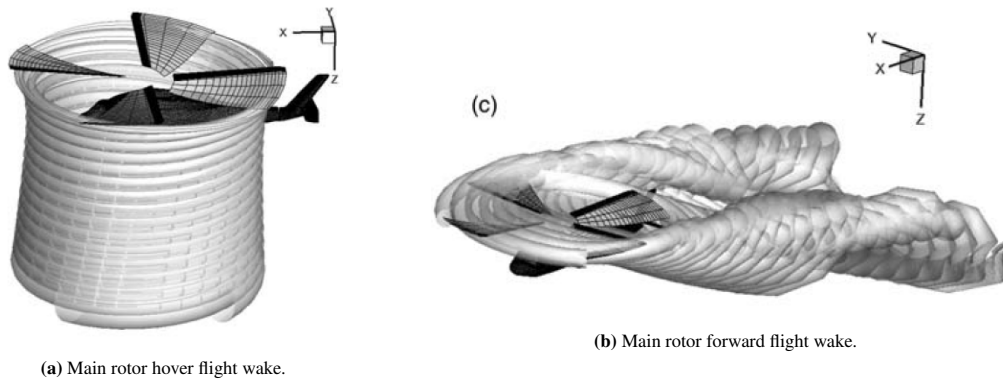 Y
X
Z
Y
X
Z
(c)
(b) Main rotor forward flight wake.
(a) Main rotor hover flight wake.